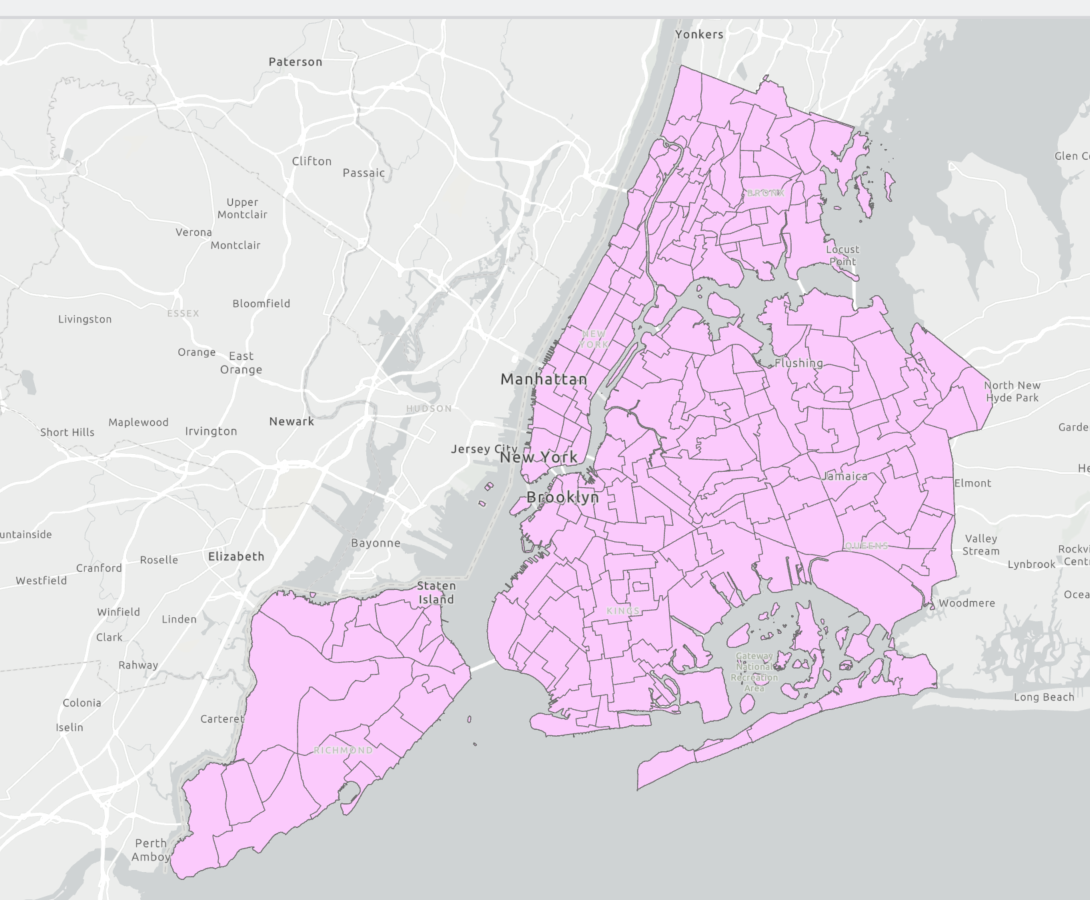 Yonkers
Paterson
Glen Co
Clifton
Passaic
BRONX
Upper
Montclair
Verona
Montclair
Locust
Point
Bloomfield
ESSEX
Livingston
NEW
YORK
Orange
East
Orange
Flushing
Manhattan
North New
Hyde Park
HUDSON
Newark
Maplewood
Short Hills
Irvington
Garde
Jersey City
New York
He
Jamaica
Elmont
Brooklyn
untainside
Bayonne
QUEENS
Valley
Stream
Rockvi
Centr
Roselle
Elizabeth
Cranford
Lynbrook
Westfield
Staten
Island
Ocea
Woodmere
Winfield
KINGS
Linden
Clark
Rahway
Gateway
National
Recreation
Area
Long Beach
Colonia
Carteret
Iselin
RICHMOND
Perth
Amboy